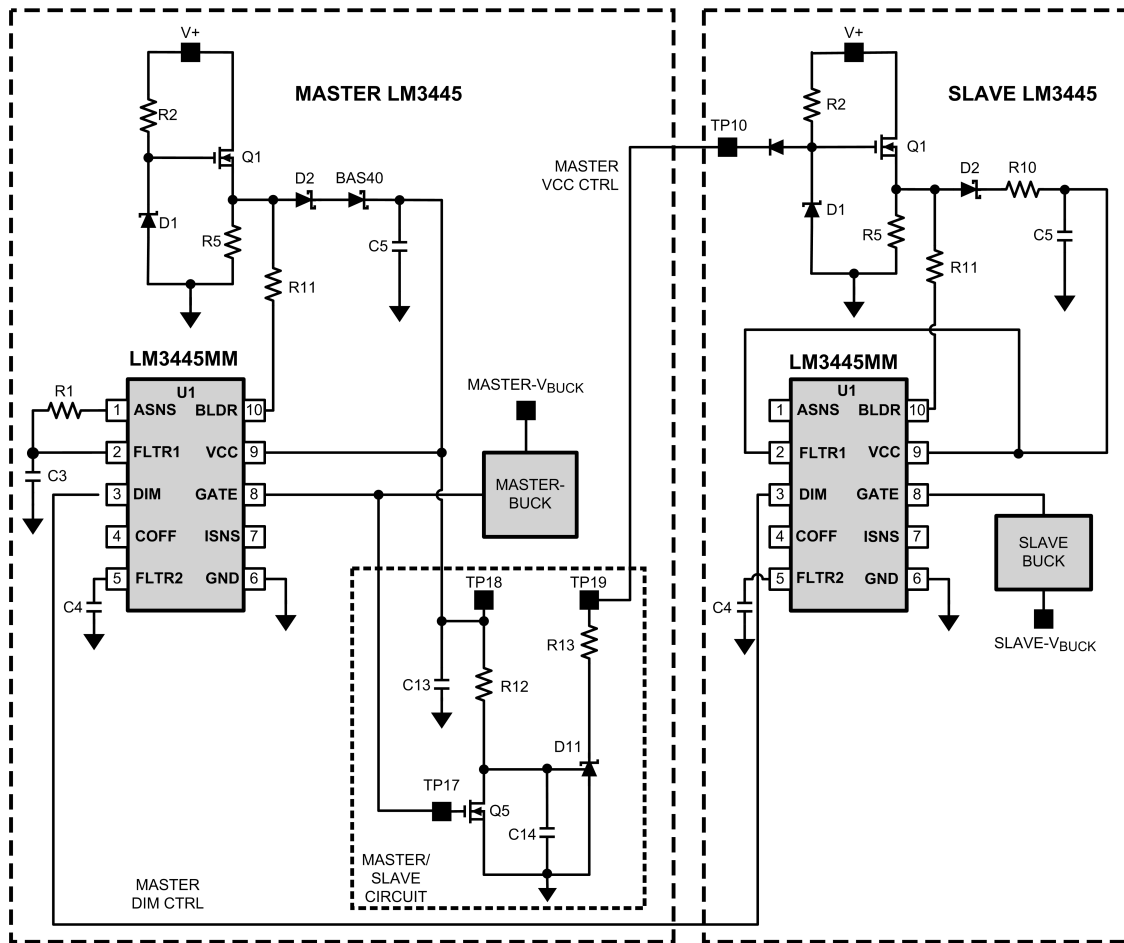 V+
R2
Q1
MASTER LM3445
D2
BAS40
D1
R5
R11
C5
LM3445MM
U1
R1
C3
1 ASNS BLDR 10
2 FLTR1 VCC 9
3 DIM GATE 8
4 COFF ISNS 7
5 FLTR2 GND 6
C4
MASTER-VBUCK
MASTER-
BUCK
TP18
TP19
R13
C13
R12
D11
TP17
Q5
C14
MASTER/
SLAVE
CIRCUIT
MASTER
DIM CTRL
MASTER
VCC CTRL
V+
SLAVE LM3445
R2
TP10
Q1
D2
R10
D1
R5
R11
C5
LM3445MM
U1
1 ASNS BLDR 10
2 FLTR1 VCC 9
3 DIM GATE 8
4 COFF ISNS 7
5 FLTR2 GND 6
C4
SLAVE
BUCK
SLAVE-VBUCK